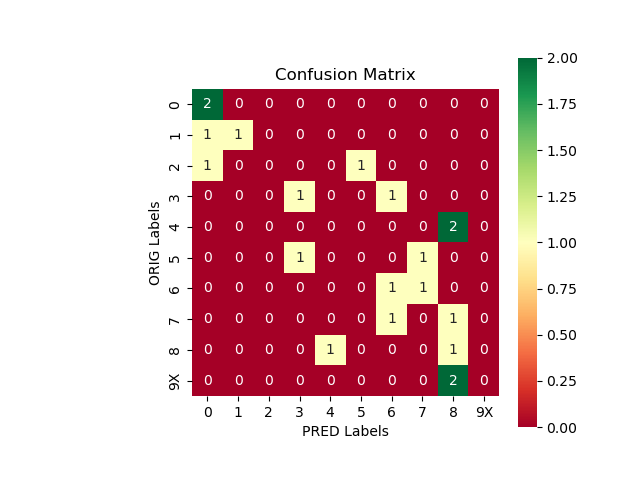 Confusion Matrix
ORIG Labels
0 2 0 0 0 0 0 0 0 0 0
1 1 1 0 0 0 0 0 0 0 0
2 1 0 0 0 0 1 0 0 0 0
3 0 0 0 1 0 0 1 0 0 0
4 0 0 0 0 0 0 0 0 2 0
5 0 0 0 1 0 0 0 1 0 0
6 0 0 0 0 0 0 1 1 0 0
7 0 0 0 0 0 0 1 0 1 0
8 0 0 0 0 1 0 0 0 1 0
9X 0 0 0 0 0 0 0 0 2 0
0 1 2 3 4 5 6 7 8 9X
PRED Labels
2.00
1.75
1.50
1.25
1.00
0.75
0.50
0.25
0.00